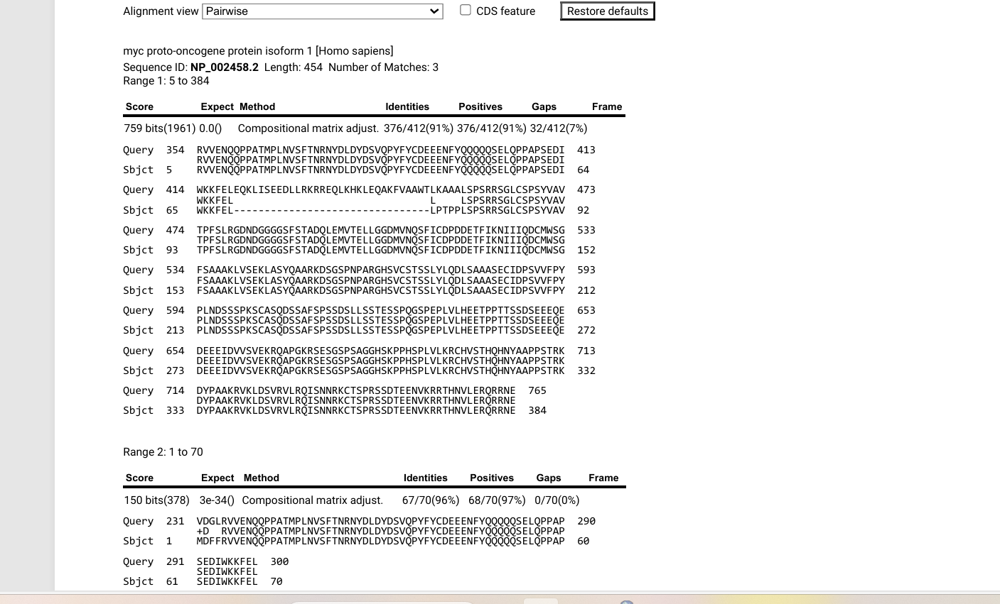 Alignment view Pairwise CDS feature Restore defaults
myc proto-oncogene protein isoform 1 [Homo sapiens]
Sequence ID: NP_002458.2 Length: 454 Number of Matches: 3
Range 1: 5 to 384
Score Expect Method Identities Positives Gaps Frame
759 bits(1961) 0.0() Compositional matrix adjust. 376/412(91%) 376/412(91%) 32/412(7%)
Query 354 RVVENQQPPATMPLNVSFTNRNYDLDYDSVQPYFYCDEEENFYQQQQQSELQPPAPSEDI 413
RVVENQQPPATMPLNVSFTNRNYDLDYDSVQPYFYCDEEENFYQQQQQSELQPPAPSEDI
Sbjct 5 RVVENQQPPATMPLNVSFTNRNYDLDYDSVQPYFYCDEEENFYQQQQQSELQPPAPSEDI 64
Query 414 WKKFELEQKLISEEDLLRKRREQLKHKLEQAKFVAAWTLKAAALSPSRRSGLCSPSYVAV 473
WKKFEL L LSPSRRSGLCSPSYVAV
Sbjct 65 WKKFEL--------------------------------LPTPPLSPSRRSGLCSPSYVAV 92
Query 474 TPFSLRGDNDGGGGSFSTADQLEMVTELLGGDMVNQSFICDPDDETFIKNIIIQDCMWSG 533
TPFSLRGDNDGGGGSFSTADQLEMVTELLGGDMVNQSFICDPDDETFIKNIIIQDCMWSG
Sbjct 93 TPFSLRGDNDGGGGSFSTADQLEMVTELLGGDMVNQSFICDPDDETFIKNIIIQDCMWSG 152
Query 534 FSAAAKLVSEKLASYQAARKDSGSPNPARGHSVCSTSSLYLQDLSAAASECIDPSVVFPY 593
FSAAAKLVSEKLASYQAARKDSGSPNPARGHSVCSTSSLYLQDLSAAASECIDPSVVFPY
Sbjct 153 FSAAAKLVSEKLASYQAARKDSGSPNPARGHSVCSTSSLYLQDLSAAASECIDPSVVFPY 212
Query 594 PLNDSSSPKSCASQDSSAFSPSSDSLLSSTESSPQGSPEPLVLHEETPPTTSSDSEEEQE 653
PLNDSSSPKSCASQDSSAFSPSSDSLLSSTESSPQGSPEPLVLHEETPPTTSSDSEEEQE
Sbjct 213 PLNDSSSPKSCASQDSSAFSPSSDSLLSSTESSPQGSPEPLVLHEETPPTTSSDSEEEQE 272
Query 654 DEEEIDVVSVEKRQAPGKRSESGSPSAGGHSKPPHSPLVLKRCHVSTHQHNYAAPPSTRK 713
DEEEIDVVSVEKRQAPGKRSESGSPSAGGHSKPPHSPLVLKRCHVSTHQHNYAAPPSTRK
Sbjct 273 DEEEIDVVSVEKRQAPGKRSESGSPSAGGHSKPPHSPLVLKRCHVSTHQHNYAAPPSTRK 332
Query 714 DYPAAKRVKLDSVRVLRQISNNRKCTSPRSSDTEENVKRRTHNVLERQRRNE 765
DYPAAKRVKLDSVRVLRQISNNRKCTSPRSSDTEENVKRRTHNVLERQRRNE
Sbjct 333 DYPAAKRVKLDSVRVLRQISNNRKCTSPRSSDTEENVKRRTHNVLERQRRNE 384
Range 2: 1 to 70
Score Expect Method Identities Positives Gaps Frame
150 bits(378) 3e-34() Compositional matrix adjust. 67/70(96%) 68/70(97%) 0/70(0%)
Query 231 VDGLRVVENQQPPATMPLNVSFTNRNYDLDYDSVQPYFYCDEEENFYQQQQQSELQPPAP 290
+D RVVENQQPPATMPLNVSFTNRNYDLDYDSVQPYFYCDEEENFYQQQQQSELQPPAP
Sbjct 1 MDFFRVVENQQPPATMPLNVSFTNRNYDLDYDSVQPYFYCDEEENFYQQQQQSELQPPAP 60
Query 291 SEDIWKKFEL 300
SEDIWKKFEL
Sbjct 61 SEDIWKKFEL 70